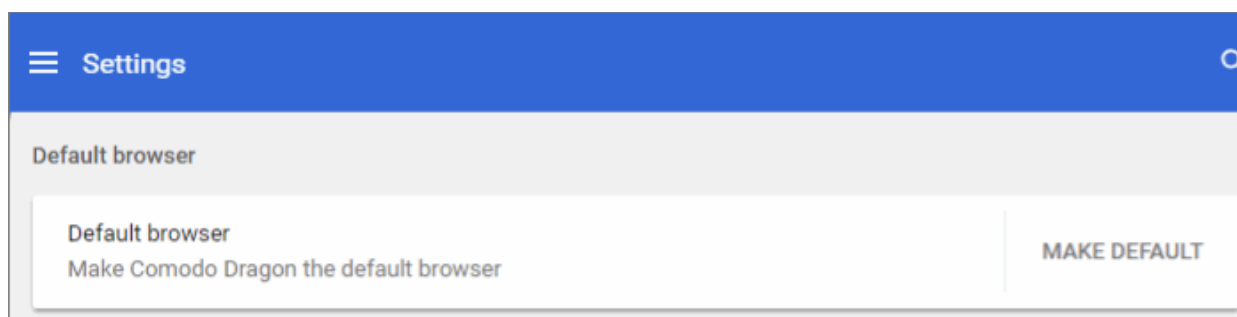 Settings
Default browser
Default browser
Make Comodo Dragon the default browser
MAKE DEFAULT